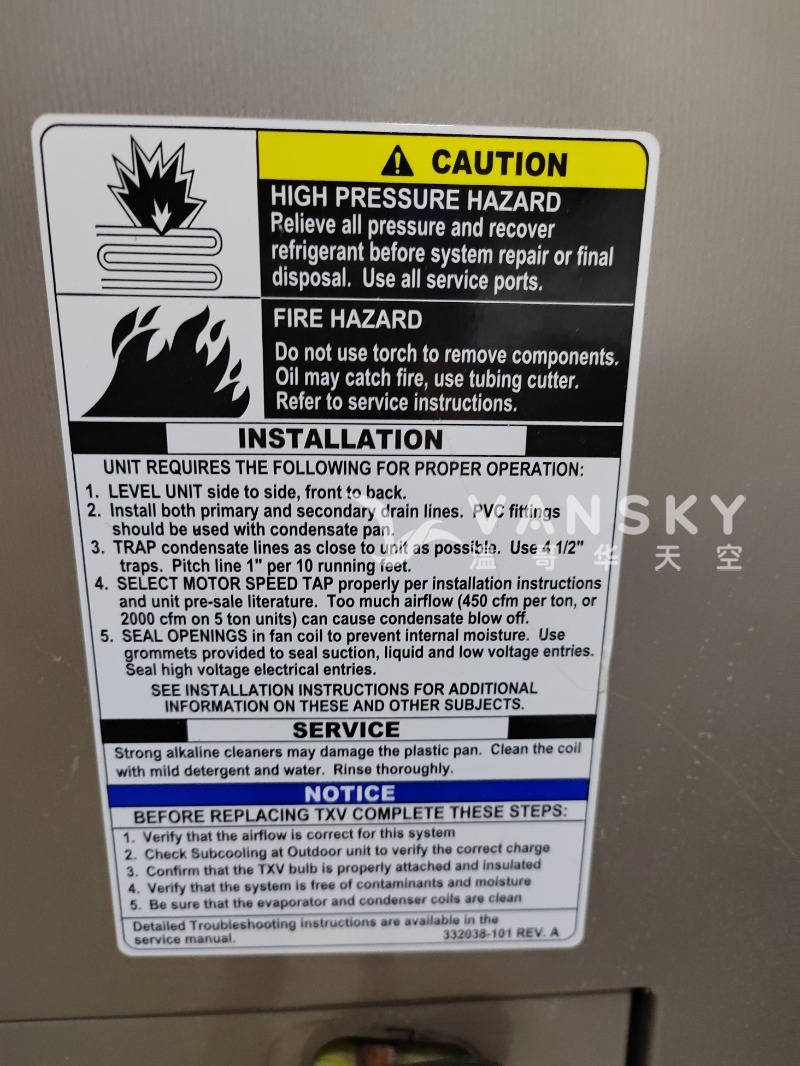 CAUTION
HIGH PRESSURE HAZARD
Relieve all pressure and recover
refrigerant before system repair or final
disposal. Use all service ports.
FIRE HAZARD
Do not use torch to remove components.
Oil may catch fire, use tubing cutter.
Refer to service instructions.
INSTALLATION
UNIT REQUIRES THE FOLLOWING FOR PROPER OPERATION:
1. LEVEL UNIT side to side, front to back.
2. Install both primary and secondary drain lines. PVC fittings
should be used with condensate pan.
3. TRAP condensate lines as close to unit as possible. Use 4 1/2"
traps. Pitch line 1" per 10 running feet.
4. SELECT MOTOR SPEED TAP properly per installation instructions
and unit pre-sale literature. Too much airflow (450 cfm per ton, or
2000 cfm on 5 ton units) can cause condensate blow off.
5. SEAL OPENINGS in fan coil to prevent internal moisture. Use
grommets provided to seal suction, liquid and low voltage entries.
Seal high voltage electrical entries.
SEE INSTALLATION INSTRUCTIONS FOR ADDITIONAL
INFORMATION ON THESE AND OTHER SUBJECTS.
SERVICE
Strong alkaline cleaners may damage the plastic pan. Clean the coil
with mild detergent and water. Rinse thoroughly.
NOTICE
BEFORE REPLACING TXV COMPLETE THESE STEPS:
1. Verify that the airflow is correct for this system
2. Check Subcooling at Outdoor unit to verify the correct charge
3. Confirm that the TXV bulb is properly attached and insulated
4. Verify that the system is free of contaminants and moisture
5. Be sure that the evaporator and condenser coils are clean
Detailed Troubleshooting instructions are available in the
service manual. 332038-101 REV. A
VANSKY
温哥华天空